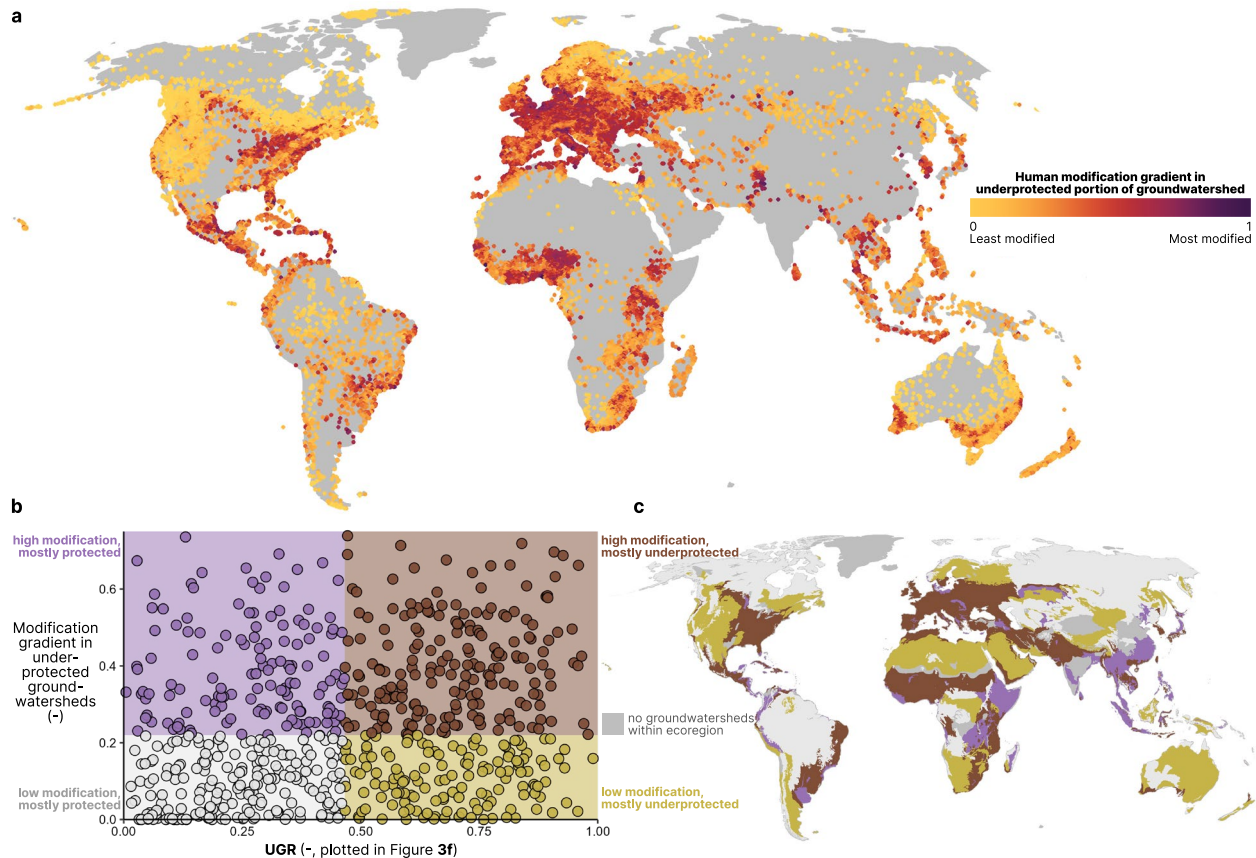 a
Human modification gradient in
underprotected portion of groundwatershed
0
1
Least modified
Most modified
b
high modification,
mostly protected
0.6
Modification
gradient in
under-
protected
ground-
watersheds
(-)
0.4
0.2
low modification,
mostly protected
0.0
0.00
0.25
0.50
0.75
1.00
UGR (-, plotted in Figure 3f)
c
high modification,
mostly underprotected
no groundwatersheds
within ecoregion
low modification,
mostly underprotected